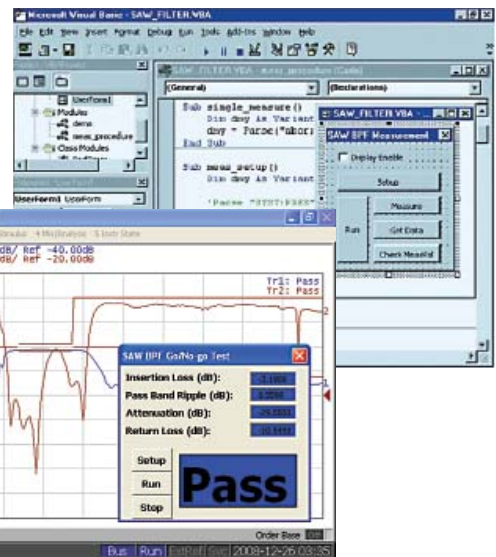 Microsoft Visual Basic - SAW_FILTER.VBA
File Edit View Insert Format Debug Run Tools Add-Ins Window Help
SAW_FILTER.VBA - meas_procedure (Code)
(General)
(Declarations)
UserForm1
Modules
demo
meas_procedure
Class Modules
UserForm1 UserForm
Sub single_measure()
Dim dmy As Variant
dmy = Parse("abor;
End Sub
Sub meas_setup()
Dim dmy As Variant
'Parse "SYST:PRES"
SAW_FILTER.VBA - ...
SAW BPF Measurement
Display Enable
Setup
Run
Measure
Get Data
Check MeasVal
Stimulus 4 Mkr/Analysis 5 Instr State
dB/ Ref -40.00dB
dB/ Ref -20.00dB
Tr1: Pass
Tr2: Pass
2
1
SAW BPF Go/No-go Test
Insertion Loss (dB):
Pass Band Ripple (dB):
Attenuation (dB):
Return Loss (dB):
Setup
Run
Stop
Pass
Order Base
Bus Run ExtRef Svc 2008-12-26 03:35